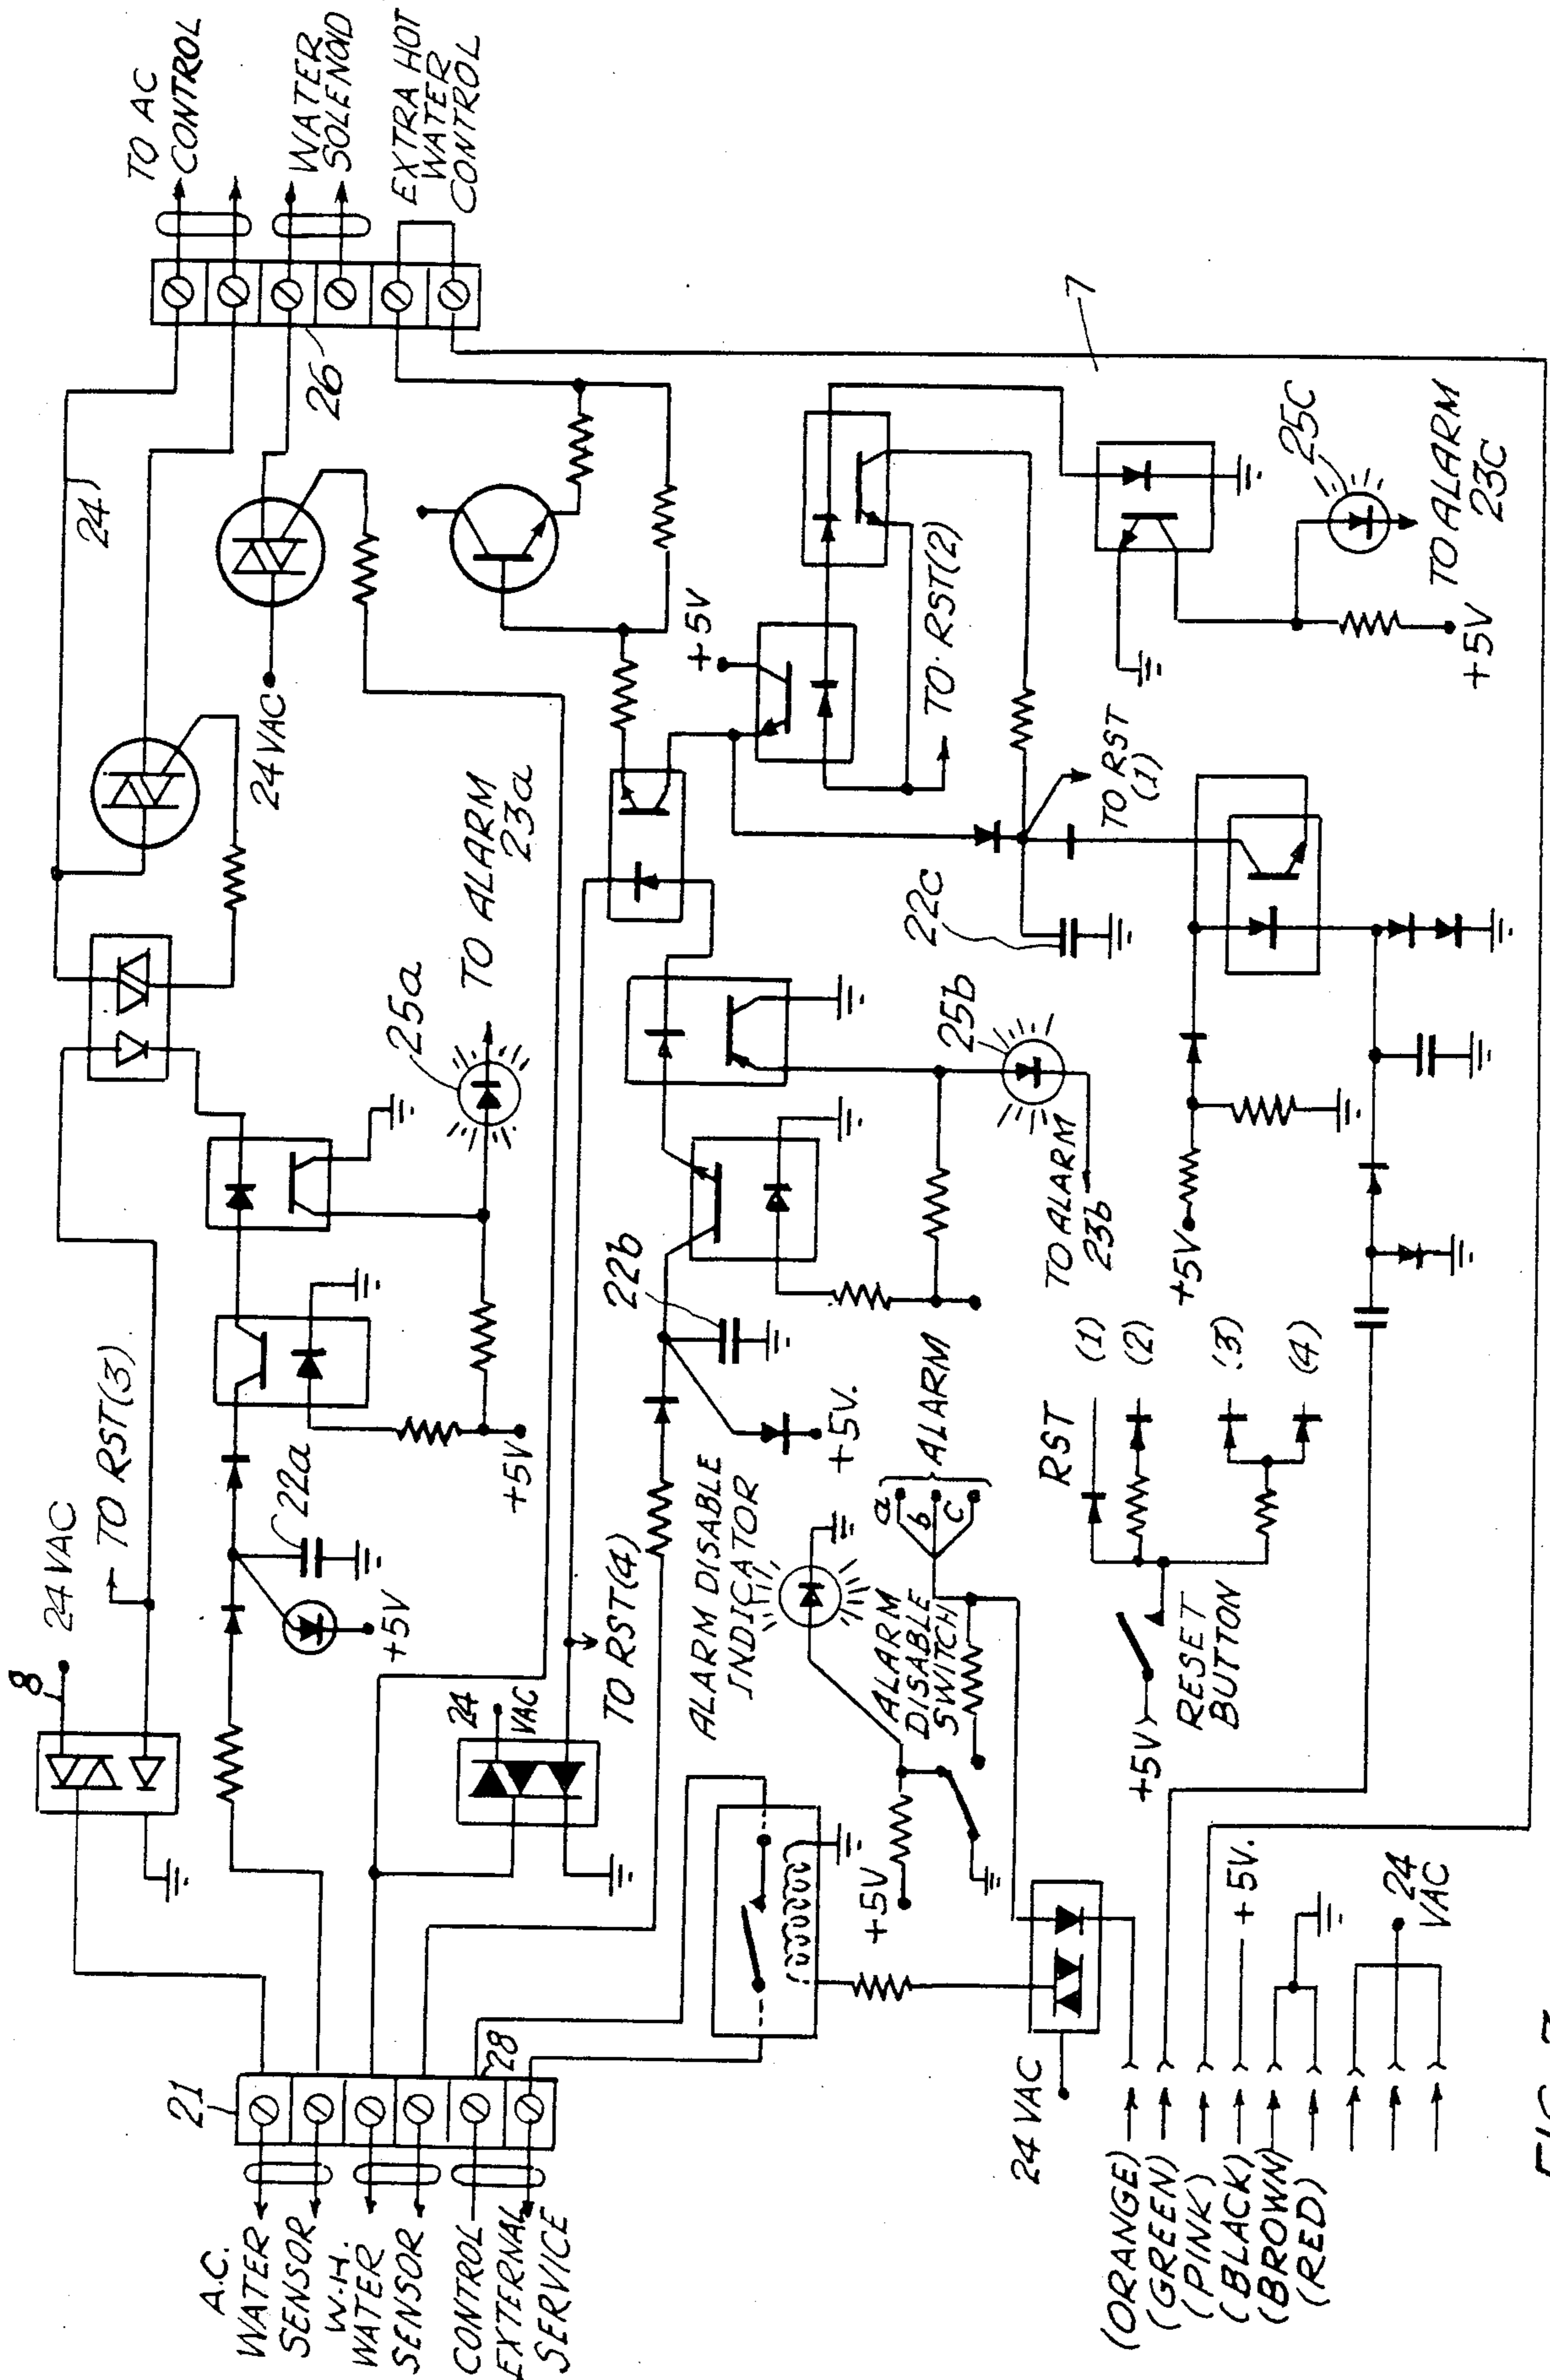 TO AC
CONTROL
WATER
SOLENOID
EXTRA HOT
WATER
CONTROL
24
26
24 VAC
8
24 VAC
TO RST(3)
22a
+5V
+5V
25a
TO ALARM
23a
24
VAC
TO RST(4)
22b
+5V.
25b
TO ALARM
23b
+5V
TO RST(2)
22c
TO RST
(1)
7
25C
TO ALARM
23C
+5V
ALARM DISABLE
INDICATOR
ALARM
a
b
c
ALARM
DISABLE
SWITCH
+5V
RST
(1)
(2)
(3)
(4)
+5V
+5V
RESET
BUTTON
21
28
A.C.
WATER
SENSOR
W.H.
WATER
SENSOR
CONTROL
EXTERNAL
SERVICE
24 VAC
(ORANGE)
(GREEN)
(PINK)
(BLACK)
+5V.
(BROWN)
(RED)
24
VAC